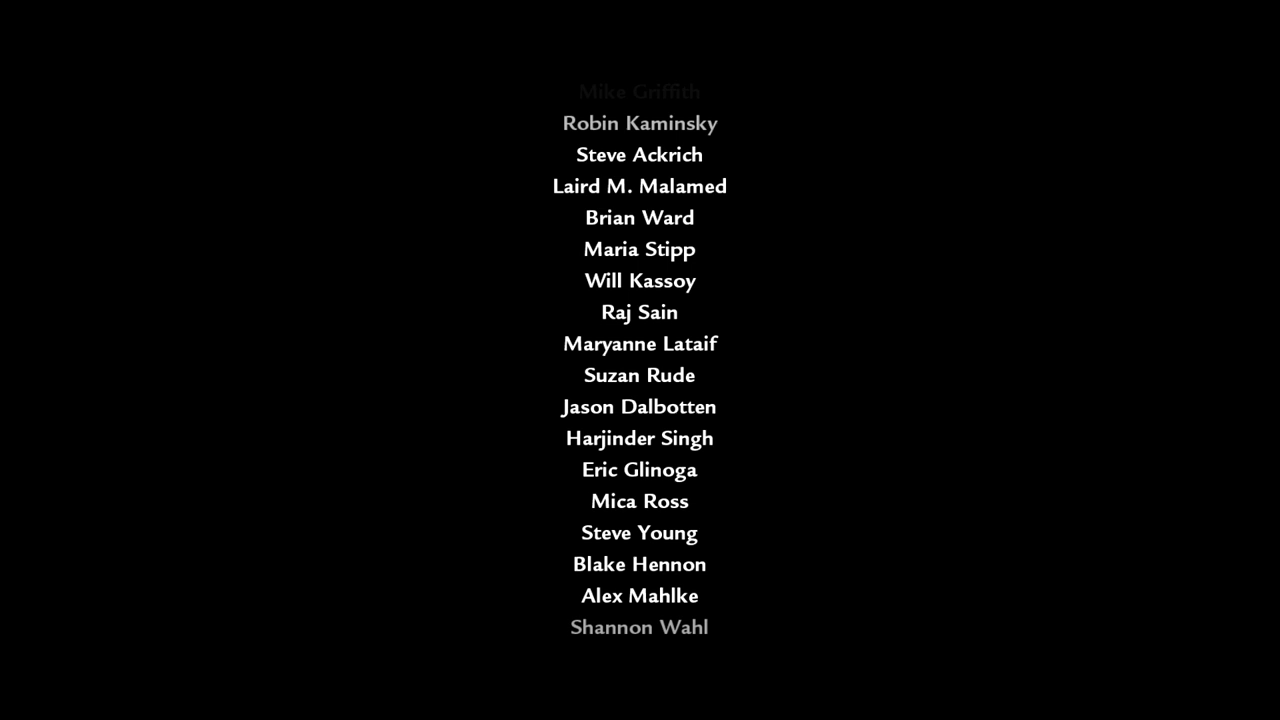 Mike Griffith
Robin Kaminsky
Steve Ackrich
Laird M. Malamed
Brian Ward
Maria Stipp
Will Kassoy
Raj Sain
Maryanne Lataif
Suzan Rude
Jason Dalbotten
Harjinder Singh
Eric Glinoga
Mica Ross
Steve Young
Blake Hennon
Alex Mahlke
Shannon Wahl